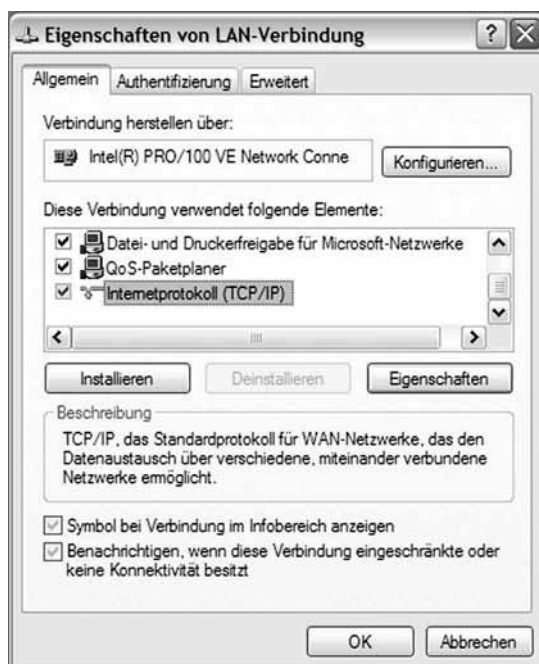 Eigenschaften von LAN-Verbindung
Allgemein
Authentifizierung
Erweitert
Verbindung herstellen über:
Intel(R) PRO/100 VE Network Conne
Konfigurieren...
Diese Verbindung verwendet folgende Elemente:
Datei- und Druckerfreigabe für Microsoft-Netzwerke
QoS-Paketplaner
Internetprotokoll (TCP/IP)
Installieren
Deinstallieren
Eigenschaften
Beschreibung
TCP/IP, das Standardprotokoll für WAN-Netzwerke, das den
Datenaustausch über verschiedene, miteinander verbundene
Netzwerke ermöglicht.
Symbol bei Verbindung im Infobereich anzeigen
Benachrichtigen, wenn diese Verbindung eingeschränkte oder
keine Konnektivität besitzt
OK
Abbrechen